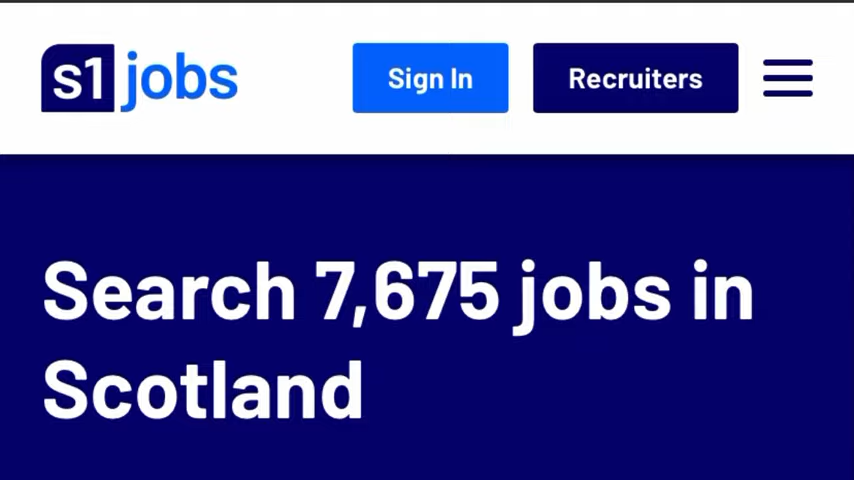 s1jobs
Sign In
Recruiters
Search 7,675 jobs in
Scotland